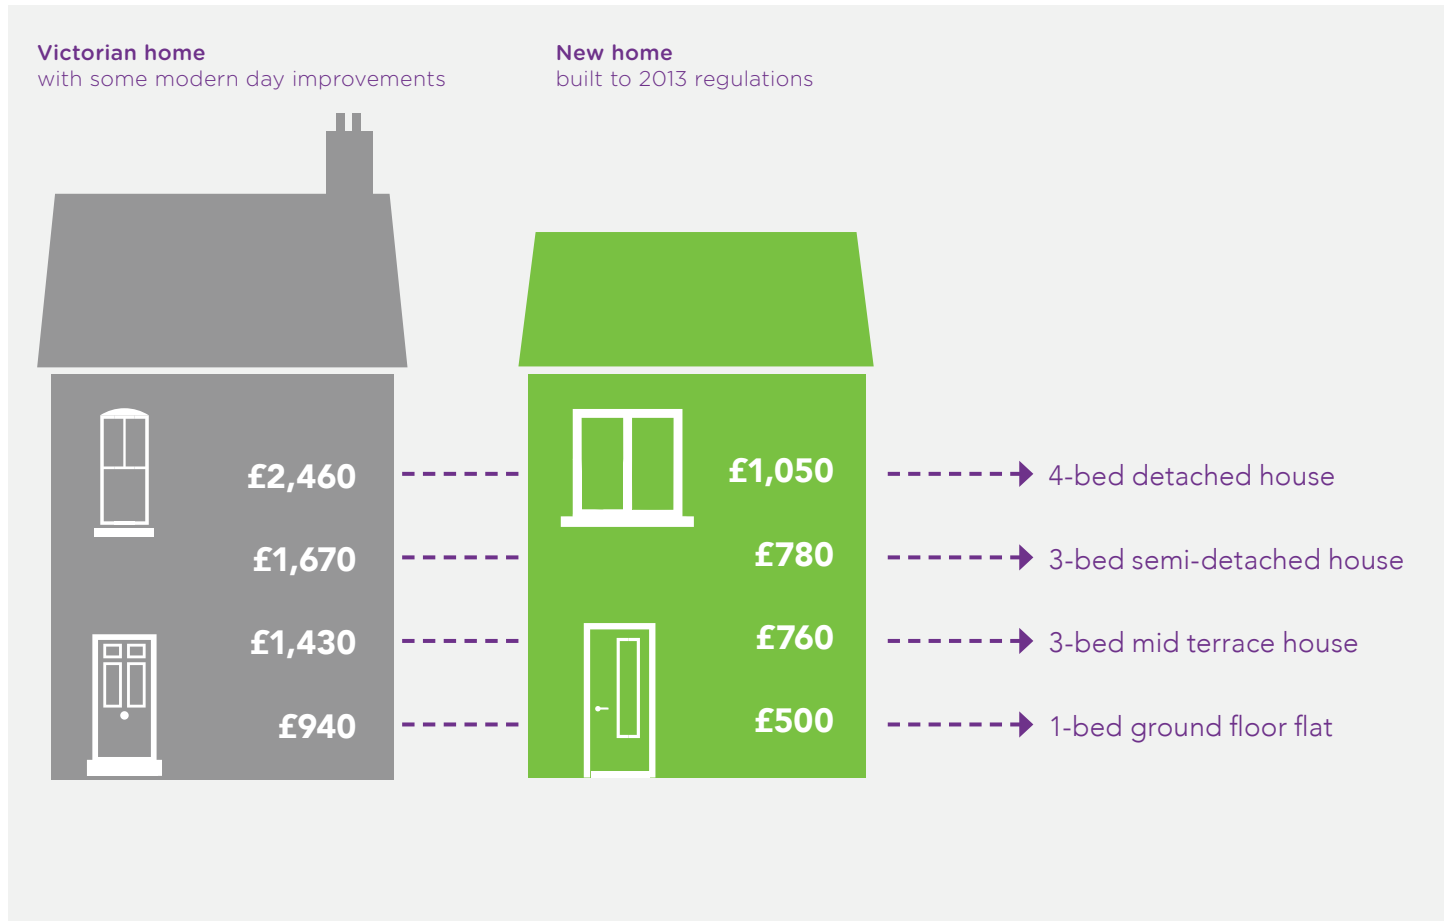 Victorian home
with some modern day improvements
New home
built to 2013 regulations
£2,460 £1,050 4-bed detached house
£1,670 £780 3-bed semi-detached house
£1,430 £760 3-bed mid terrace house
£940 £500 1-bed ground floor flat